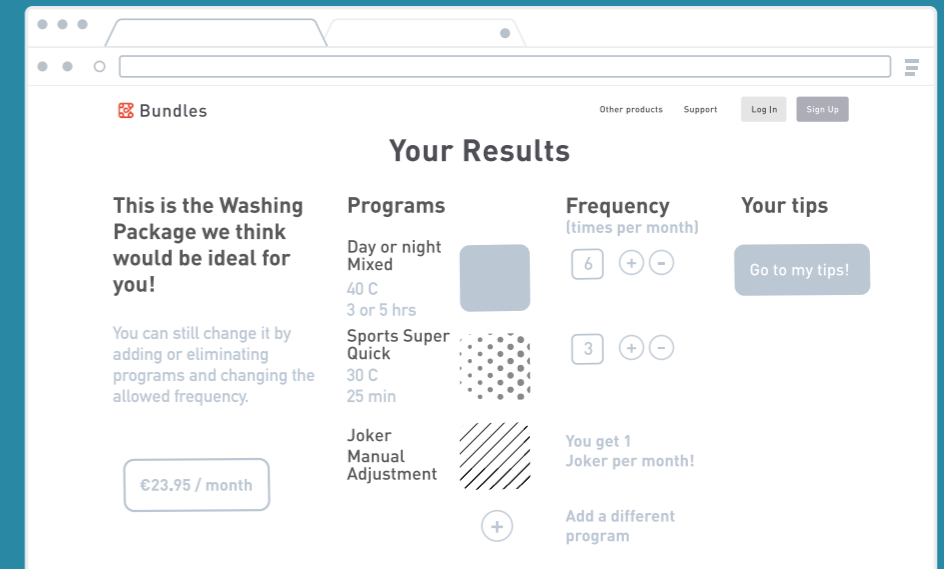 Bundles
Other products
Support
Log In
Sign Up
Your Results
This is the Washing
Package we think
would be ideal for
you!
You can still change it by
adding or eliminating
programs and changing the
allowed frequency.
€23.95 / month
Programs
Day or night
Mixed
40 C
3 or 5 hrs
Sports Super
Quick
30 C
25 min
Joker
Manual
Adjustment
+
Frequency
(times per month)
6 + -
3 + -
You get 1
Joker per month!
Add a different
program
Your tips
Go to my tips!